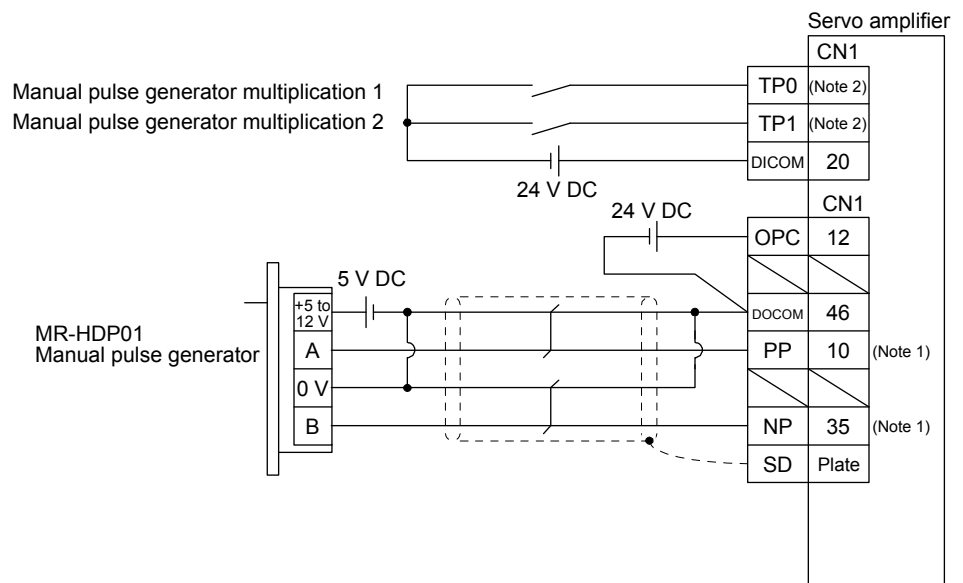 Servo amplifier
CN1
Manual pulse generator multiplication 1
TP0 (Note 2)
Manual pulse generator multiplication 2
TP1 (Note 2)
DICOM 20
24 V DC
CN1
24 V DC
OPC 12
5 V DC
+5 to
12 V
DOCOM 46
MR-HDP01
Manual pulse generator
A
PP 10 (Note 1)
0 V
B
NP 35 (Note 1)
SD Plate